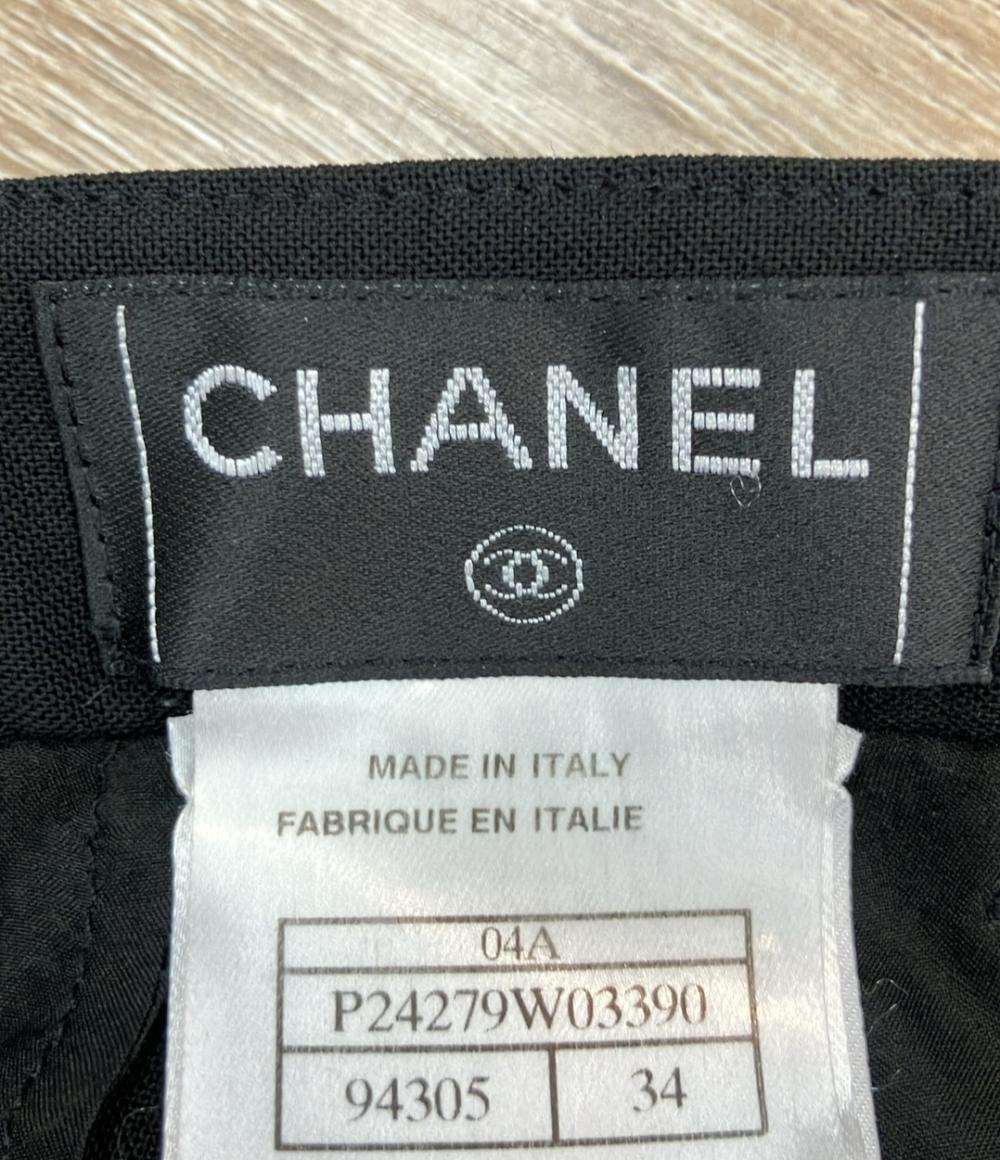 CHANEL
MADE IN ITALY
FABRIQUE EN ITALIE
04A
P24279W03390
94305 34